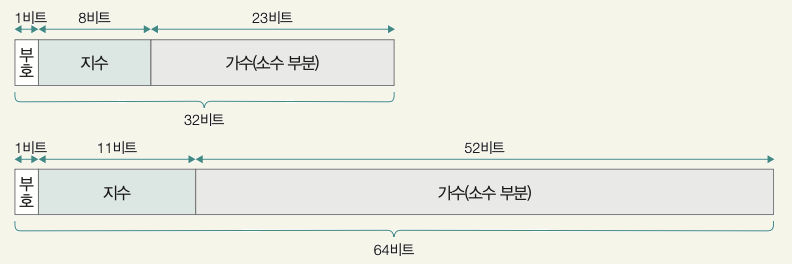 1비트 8비트 23비트
부호 지수 가수(소수 부분)
32비트
1비트 11비트 52비트
부호 지수 가수(소수 부분)
64비트